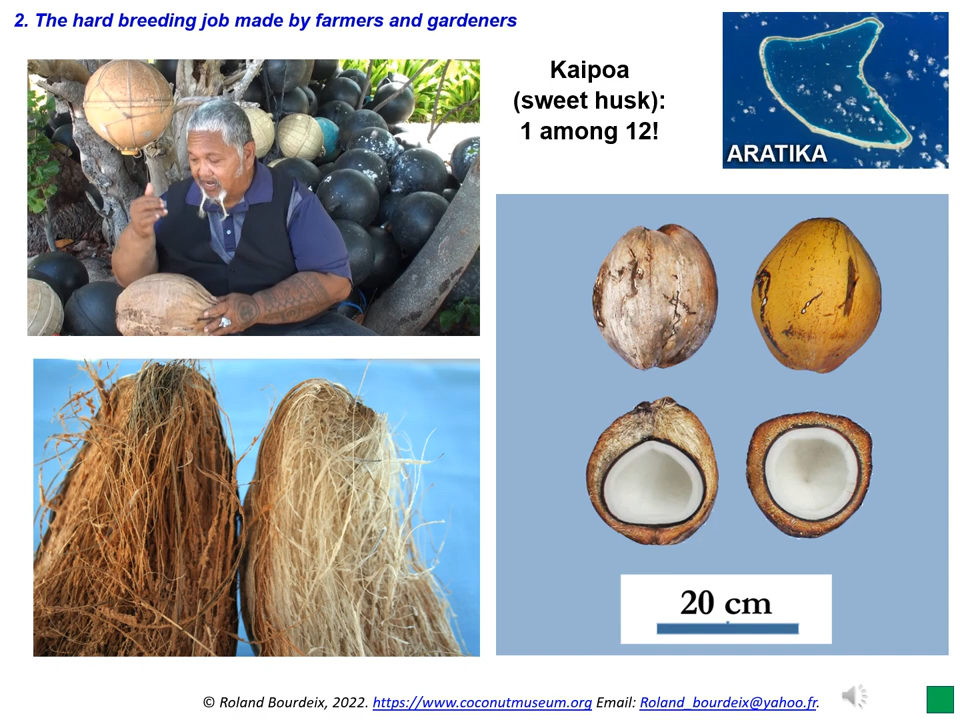 2. The hard breeding job made by farmers and gardeners
Kaipoa
(sweet husk):
1 among 12!
ARATIKA
20 cm
© Roland Bourdeix, 2022. https://www.coconutmuseum.org Email: Roland_bourdeix@yahoo.fr.